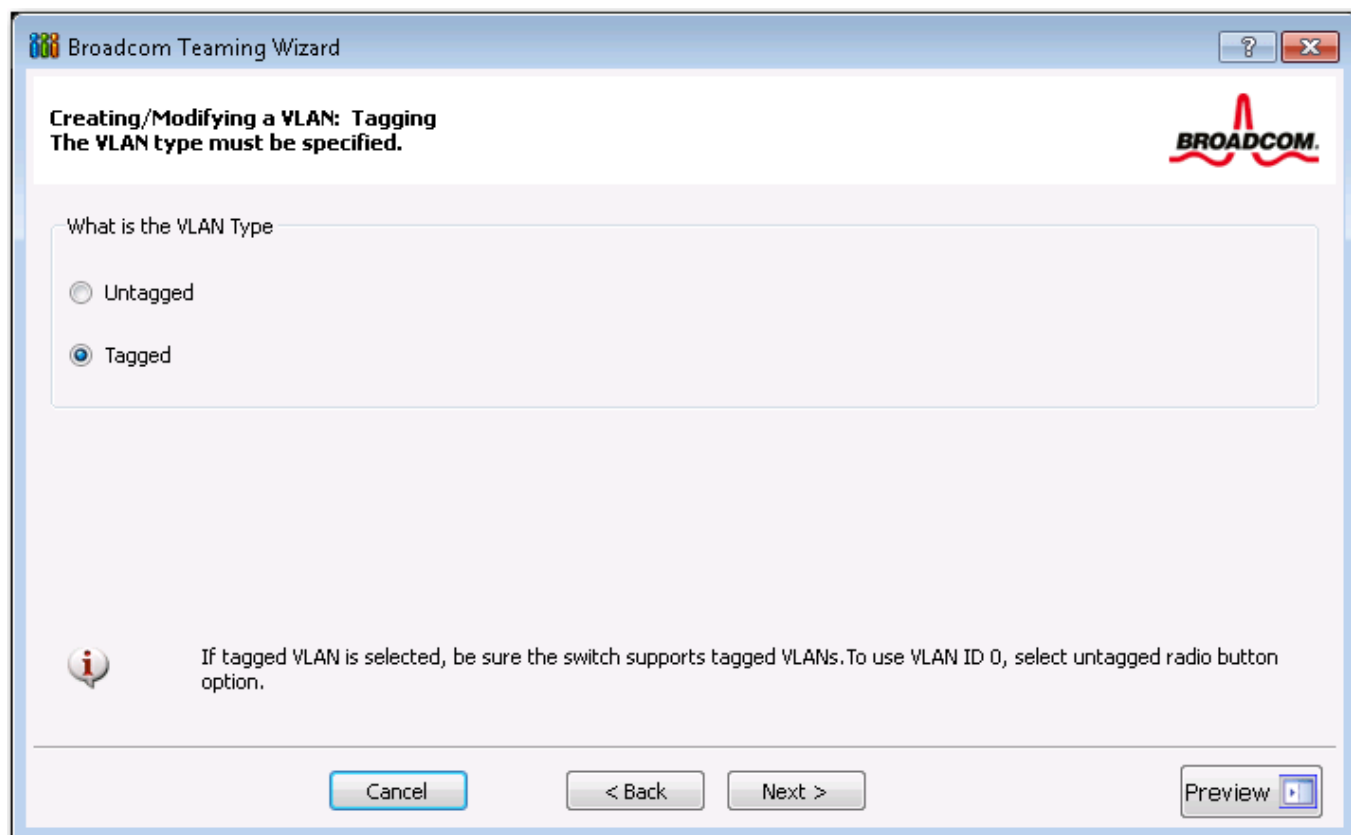 Broadcom Teaming Wizard
?
Creating/Modifying a VLAN: Tagging
The VLAN type must be specified.
BROADCOM.
What is the VLAN Type
Untagged
Tagged
If tagged VLAN is selected, be sure the switch supports tagged VLANs.To use VLAN ID 0, select untagged radio button
option.
Cancel
< Back
Next >
Preview